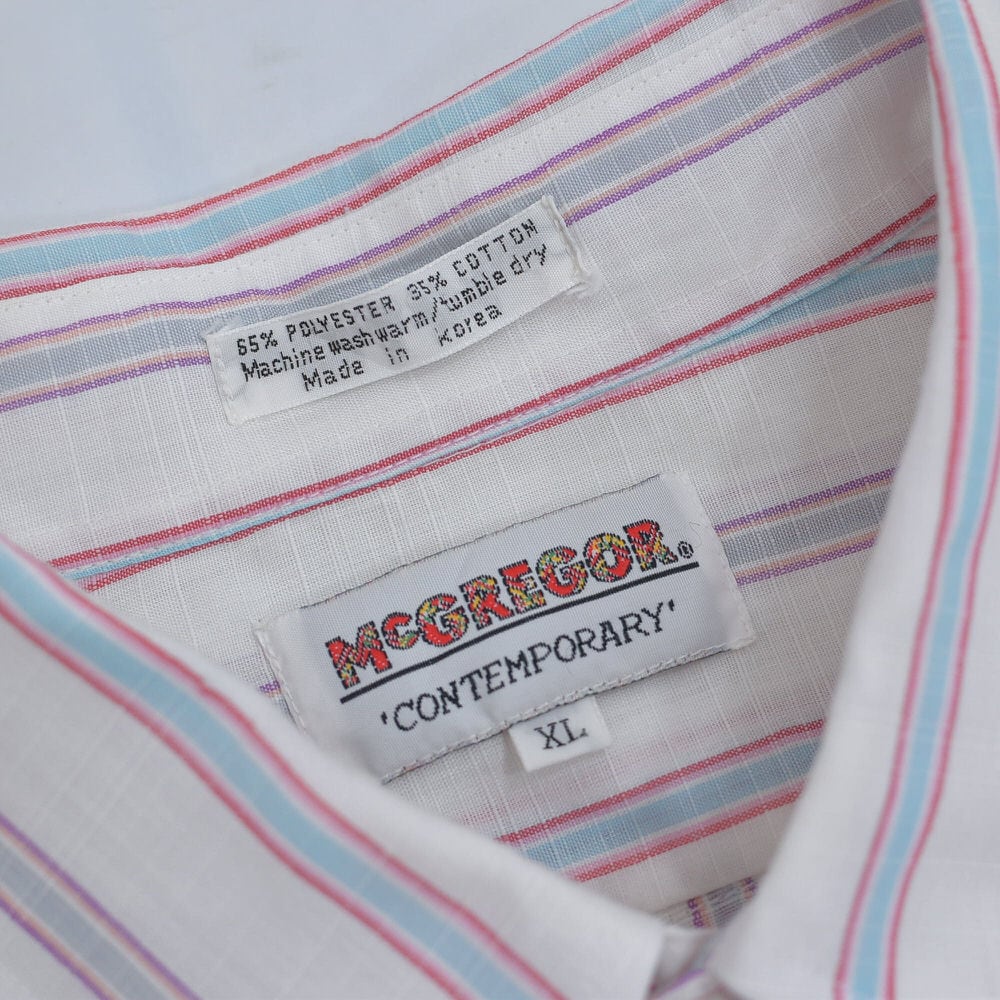 65% POLYESTER 35% COTTON
Machine wash warm/tumble dry
Made in Korea
McGREGOR®
'CONTEMPORARY'
XL